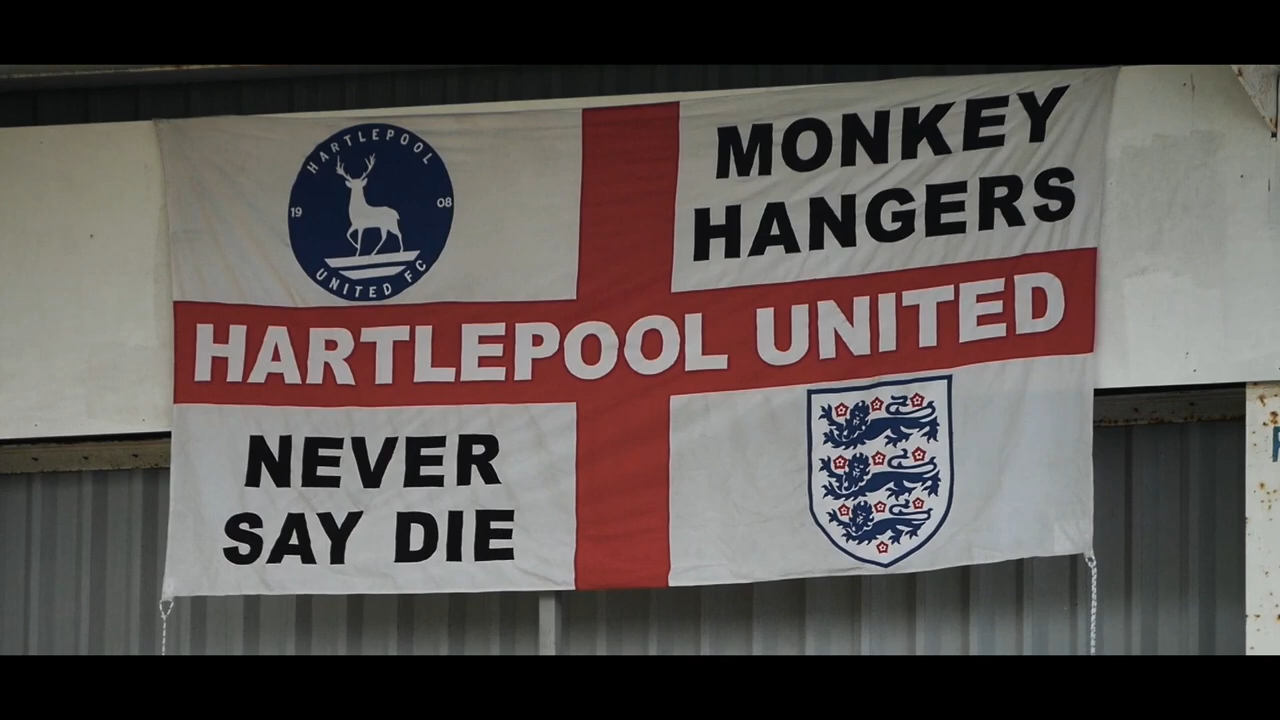 HARTLEPOOL
19 08
UNITED FC
MONKEY
HANGERS
HARTLEPOOL UNITED
NEVER
SAY DIE